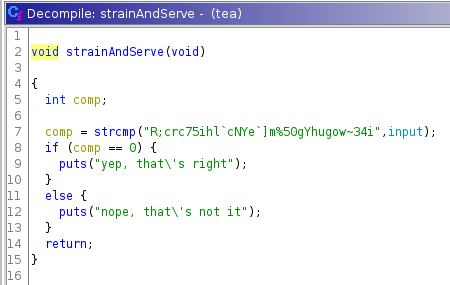 Decompile: strainAndServe - (tea)
1
2 void strainAndServe(void)
3
4 {
5 int comp;
6
7 comp = strcmp("R;crc75ihl`cNYe`]m%50gYhugow~34i",input);
8 if (comp == 0) {
9 puts("yep, that\'s right");
10 }
11 else {
12 puts("nope, that\'s not it");
13 }
14 return;
15 }
16